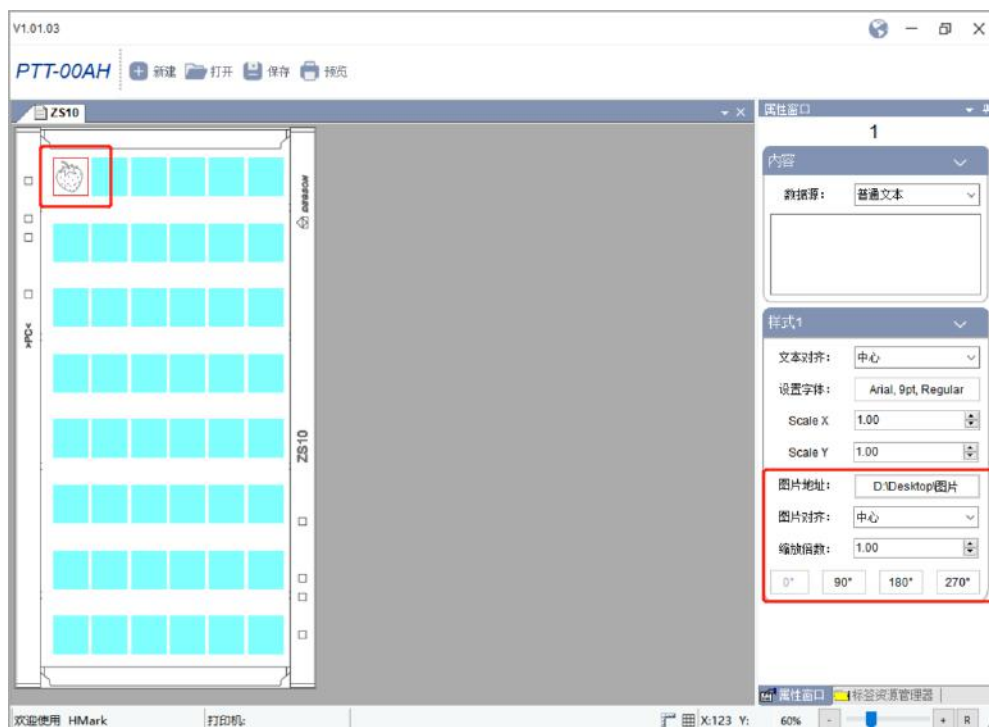 V1.01.03
PTT-00AH 新建 打开 保存 预览
ZS10
属性窗口
1
内容
数据源： 普通文本
样式1
文本对齐： 中心
设置字体： Arial, 9pt, Regular
Scale X 1.00
Scale Y 1.00
图片地址： D:\Desktop\图片
图片对齐： 中心
缩放倍数： 1.00
0° 90° 180° 270°
>PC<
ZS10
属性窗口 标签资源管理器
欢迎使用 HMark 打印机: X:123 Y: 60% - + R